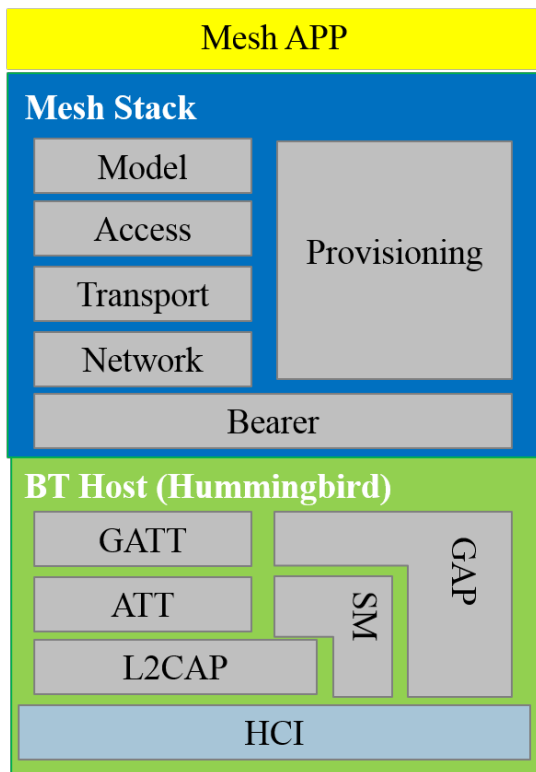 Mesh APP
Mesh Stack
Model
Access
Transport
Network
Provisioning
Bearer
BT Host (Hummingbird)
GATT
ATT
L2CAP
SM
GAP
HCI